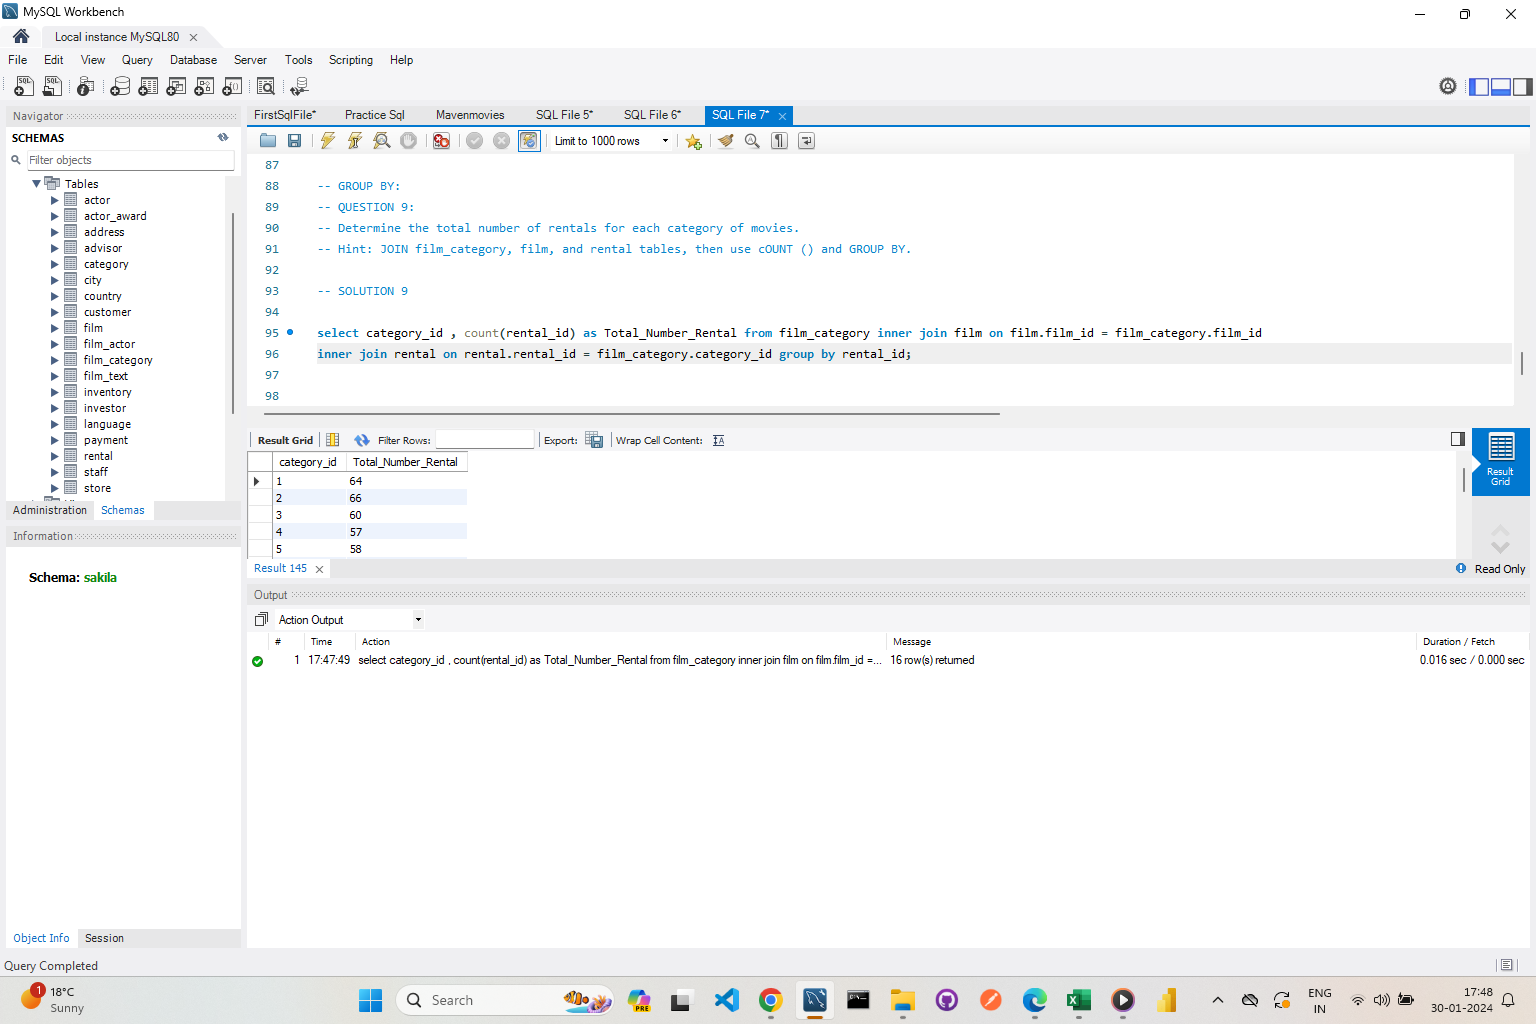 MySQL Workbench
Local instance MySQL80
File Edit View Query Database Server Tools Scripting Help
Navigator
SCHEMAS
Filter objects
Tables
actor
actor_award
address
advisor
category
city
country
customer
film
film_actor
film_category
film_text
inventory
investor
language
payment
rental
staff
store
Administration Schemas
Information
Schema: sakila
Object Info Session
FirstSqlFile* Practice Sql Mavenmovies SQL File 5* SQL File 6* SQL File 7*
Limit to 1000 rows
87
88 -- GROUP BY:
89 -- QUESTION 9:
90 -- Determine the total number of rentals for each category of movies.
91 -- Hint: JOIN film_category, film, and rental tables, then use cOUNT () and GROUP BY.
92
93 -- SOLUTION 9
94
95 select category_id , count(rental_id) as Total_Number_Rental from film_category inner join film on film.film_id = film_category.film_id
96 inner join rental on rental.rental_id = film_category.category_id group by rental_id;
97
98
Result Grid Filter Rows: Export: Wrap Cell Content:
category_id Total_Number_Rental
1 64
2 66
3 60
4 57
5 58
Result Grid
Result 145
Read Only
Output
Action Output
# Time Action Message Duration / Fetch
1 17:47:49 select category_id , count(rental_id) as Total_Number_Rental from film_category inner join film on film.film_id =... 16 row(s) returned 0.016 sec / 0.000 sec
Query Completed
1 18°C
Sunny
Search
PRE
ENG
IN
17:48
30-01-2024